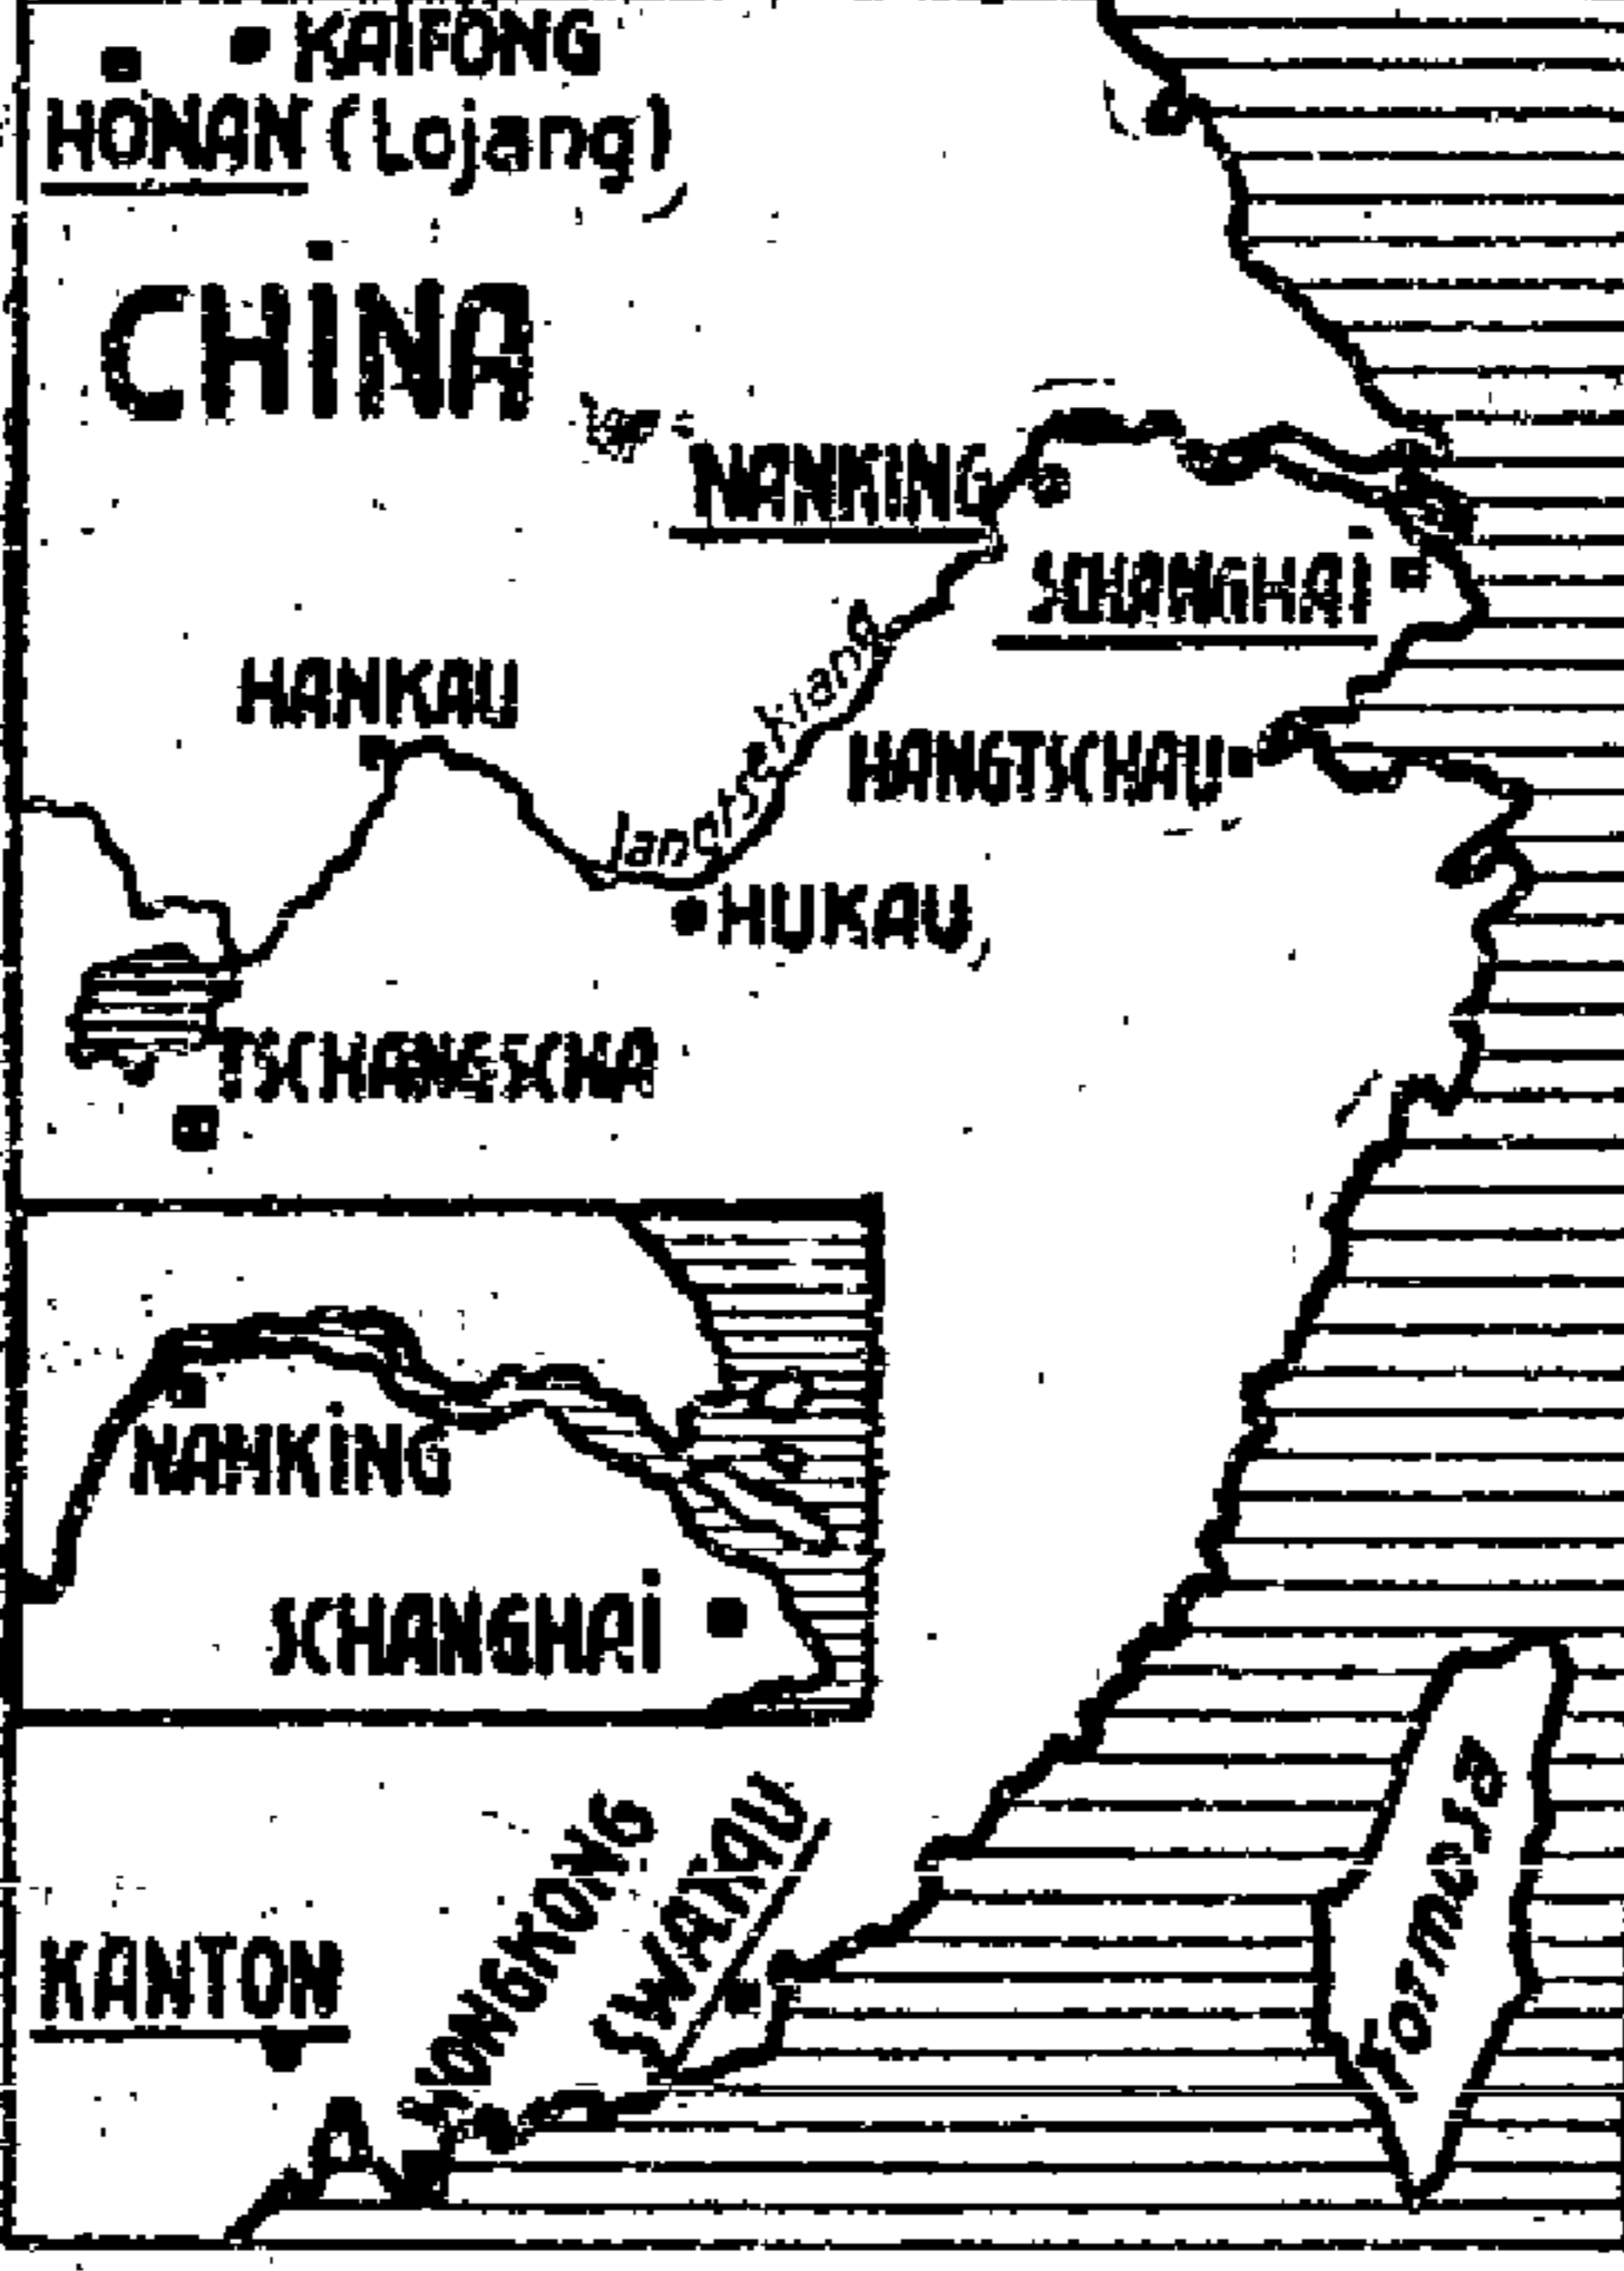 KAIFONG
HONAN (Lojang)
CHINA
NANKING
SCHANGHAI
HANKAU
Jangtsekiang
HANGTSCHAU
HUKAU
TSCHANGSCHA
NANKING
SCHANGHAI
HONGKONG
SWATAU
KANTON
Formosa